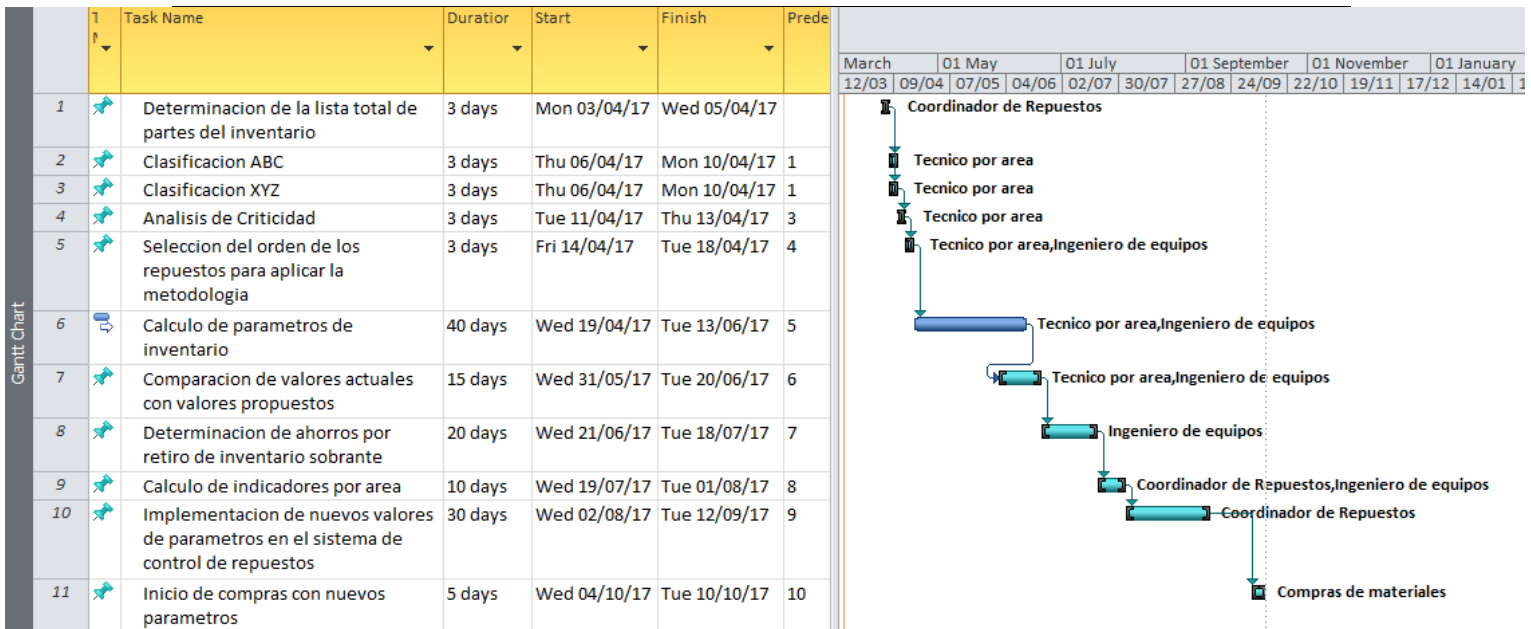 T
N
Task Name Duration Start Finish Prede
March 01 May 01 July 01 September 01 November 01 January
12/03 09/04 07/05 04/06 02/07 30/07 27/08 24/09 22/10 19/11 17/12 14/01
Gantt Chart
1 Determinacion de la lista total de 3 days Mon 03/04/17 Wed 05/04/17 Coordinador de Repuestos
partes del inventario
2 Clasificacion ABC 3 days Thu 06/04/17 Mon 10/04/17 1 Tecnico por area
3 Clasificacion XYZ 3 days Thu 06/04/17 Mon 10/04/17 1 Tecnico por area
4 Analisis de Criticidad 3 days Tue 11/04/17 Thu 13/04/17 3 Tecnico por area
5 Seleccion del orden de los 3 days Fri 14/04/17 Tue 18/04/17 4 Tecnico por area,Ingeniero de equipos
repuestos para aplicar la
metodologia
6 Calculo de parametros de 40 days Wed 19/04/17 Tue 13/06/17 5 Tecnico por area,Ingeniero de equipos
inventario
7 Comparacion de valores actuales 15 days Wed 31/05/17 Tue 20/06/17 6 Tecnico por area,Ingeniero de equipos
con valores propuestos
8 Determinacion de ahorros por 20 days Wed 21/06/17 Tue 18/07/17 7 Ingeniero de equipos
retiro de inventario sobrante
9 Calculo de indicadores por area 10 days Wed 19/07/17 Tue 01/08/17 8 Coordinador de Repuestos,Ingeniero de equipos
10 Implementacion de nuevos valores 30 days Wed 02/08/17 Tue 12/09/17 9 Coordinador de Repuestos
de parametros en el sistema de
control de repuestos
11 Inicio de compras con nuevos 5 days Wed 04/10/17 Tue 10/10/17 10 Compras de materiales
parametros